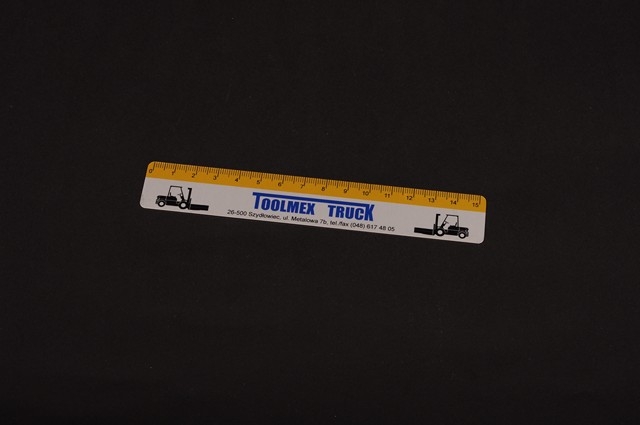 0 1 2 3 4 5 6 7 8 9 10 11 12 13 14 15
TOOLMEX TRUCK
26-500 Szydłowiec, ul. Metalowa 7b, tel./fax (048) 617 48 05